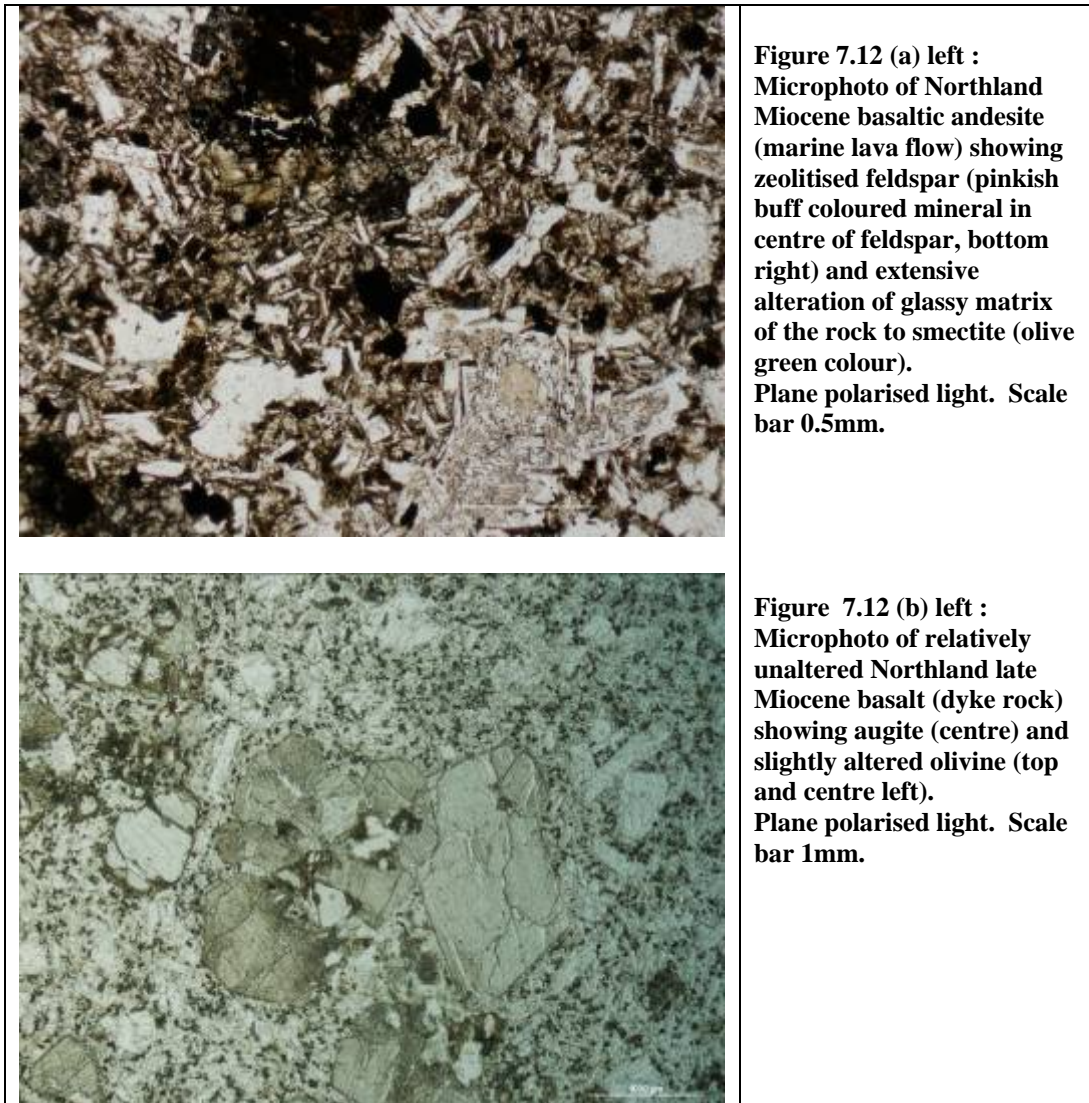 Figure 7.12 (a) left :
Microphoto of Northland
Miocene basaltic andesite
(marine lava flow) showing
zeolitised feldspar (pinkish
buff coloured mineral in
centre of feldspar, bottom
right) and extensive
alteration of glassy matrix
of the rock to smectite (olive
green colour).
Plane polarised light. Scale
bar 0.5mm.
Figure 7.12 (b) left :
Microphoto of relatively
unaltered Northland late
Miocene basalt (dyke rock)
showing augite (centre) and
slightly altered olivine (top
and centre left).
Plane polarised light. Scale
bar 1mm.